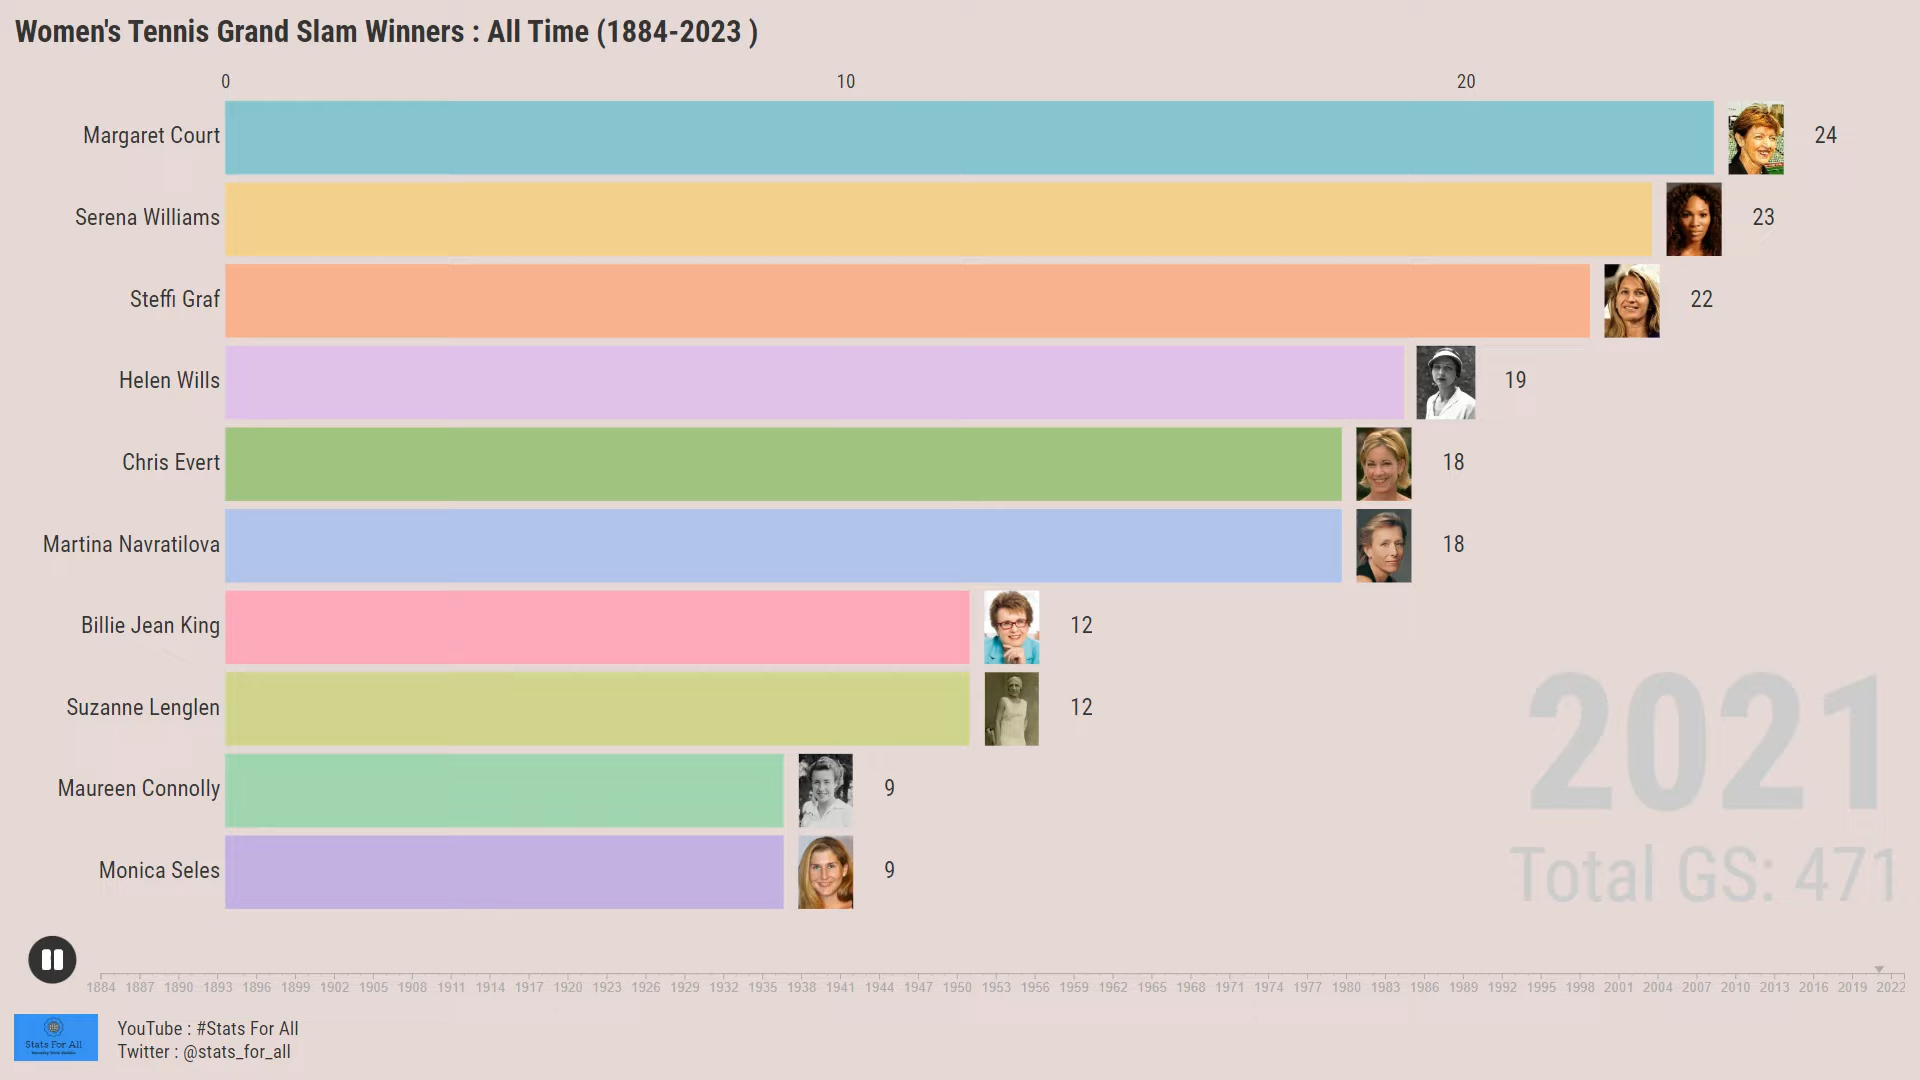 Women's Tennis Grand Slam Winners : All Time (1884-2023 )
0 10 20
Margaret Court 24
Serena Williams 23
Steffi Graf 22
Helen Wills 19
Chris Evert 18
Martina Navratilova 18
Billie Jean King 12
Suzanne Lenglen 12
Maureen Connolly 9
Monica Seles 9
2021
Total GS: 471
1884 1887 1890 1893 1896 1899 1902 1905 1908 1911 1914 1917 1920 1923 1926 1929 1932 1935 1938 1941 1944 1947 1950 1953 1956 1959 1962 1965 1968 1971 1974 1977 1980 1983 1986 1989 1992 1995 1998 2001 2004 2007 2010 2013 2016 2019 2022
Stats For All
YouTube : #Stats For All
Twitter : @stats_for_all